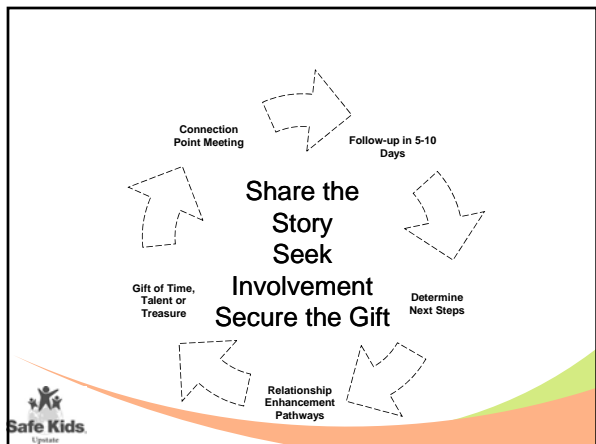 Connection
Point Meeting
Follow-up in 5-10
Days
Share the
Story
Seek
Involvement
Secure the Gift
Gift of Time,
Talent or
Treasure
Determine
Next Steps
Relationship
Enhancement
Pathways
Safe Kids
Upstate